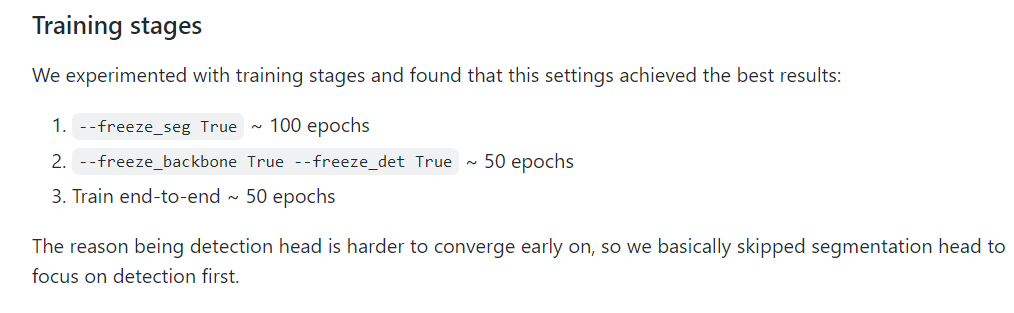 Training stages
We experimented with training stages and found that this settings achieved the best results:
1. --freeze_seg True ~ 100 epochs
2. --freeze_backbone True --freeze_det True ~ 50 epochs
3. Train end-to-end ~ 50 epochs
The reason being detection head is harder to converge early on, so we basically skipped segmentation head to
focus on detection first.